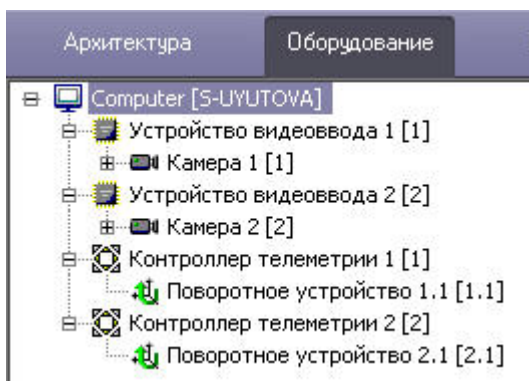 Архитектура Оборудование
Computer [S-UYUTOVA]
Устройство видеоввода 1 [1]
Камера 1 [1]
Устройство видеоввода 2 [2]
Камера 2 [2]
Контроллер телеметрии 1 [1]
Поворотное устройство 1.1 [1.1]
Контроллер телеметрии 2 [2]
Поворотное устройство 2.1 [2.1]